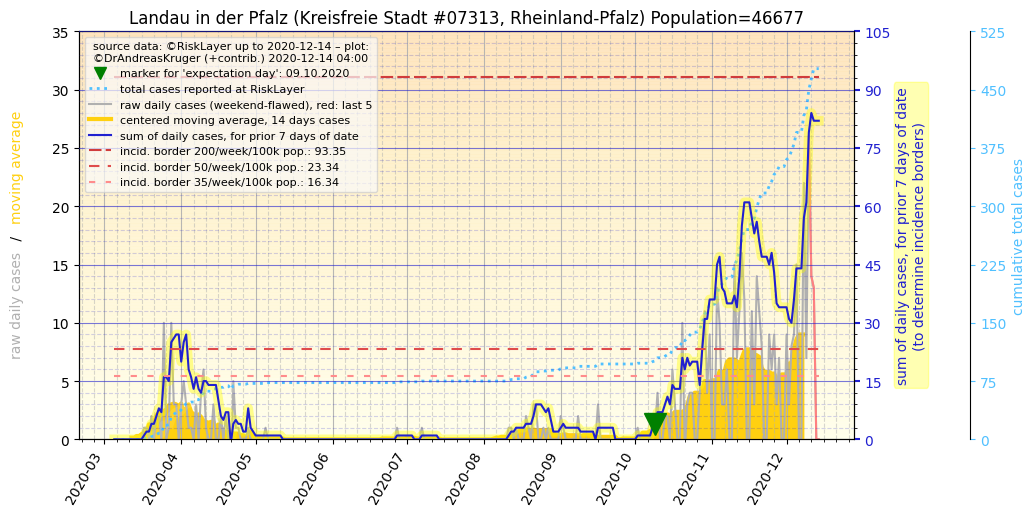 Landau in der Pfalz (Kreisfreie Stadt #07313, Rheinland-Pfalz) Population=46677
source data: ©RiskLayer up to 2020-12-14 – plot:
©DrAndreasKruger (+contrib.) 2020-12-14 04:00
marker for 'expectation day': 09.10.2020
total cases reported at RiskLayer
raw daily cases (weekend-flawed), red: last 5
centered moving average, 14 days cases
sum of daily cases, for prior 7 days of date
incid. border 200/week/100k pop.: 93.35
incid. border 50/week/100k pop.: 23.34
incid. border 35/week/100k pop.: 16.34
raw daily cases / moving average
35
30
25
20
15
10
5
0
2020-03
2020-04
2020-05
2020-06
2020-07
2020-08
2020-09
2020-10
2020-11
2020-12
105
90
75
60
45
30
15
0
sum of daily cases, for prior 7 days of date
(to determine incidence borders)
525
450
375
300
225
150
75
0
cumulative total cases